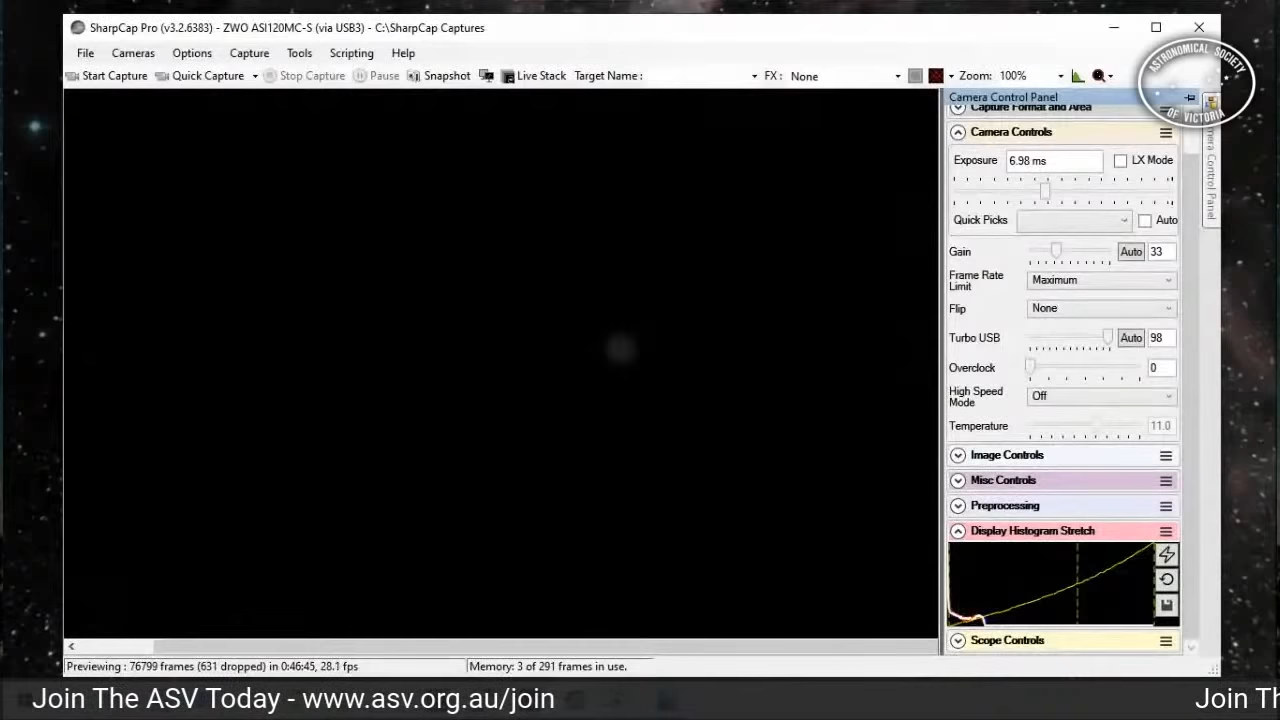 SharpCap Pro (v3.2.6383) - ZWO ASI120MC-S (via USB3) - C:\SharpCap Captures
File Cameras Options Capture Tools Scripting Help
Start Capture Quick Capture Stop Capture Pause Snapshot Live Stack Target Name : FX: None Zoom: 100%
ASTRONOMICAL SOCIETY
OF VICTORIA
Camera Control Panel
Capture Format and Area
Camera Controls
Exposure 6.98 ms LX Mode
Quick Picks Auto
Gain Auto 33
Frame Rate
Limit Maximum
Flip None
Turbo USB Auto 98
Overclock 0
High Speed
Mode Off
Temperature 11.0
Image Controls
Misc Controls
Preprocessing
Display Histogram Stretch
Scope Controls
Camera Control Panel
Previewing : 76799 frames (631 dropped) in 0:46:45, 28.1 fps Memory: 3 of 291 frames in use.
Join The ASV Today - www.asv.org.au/join Join Th